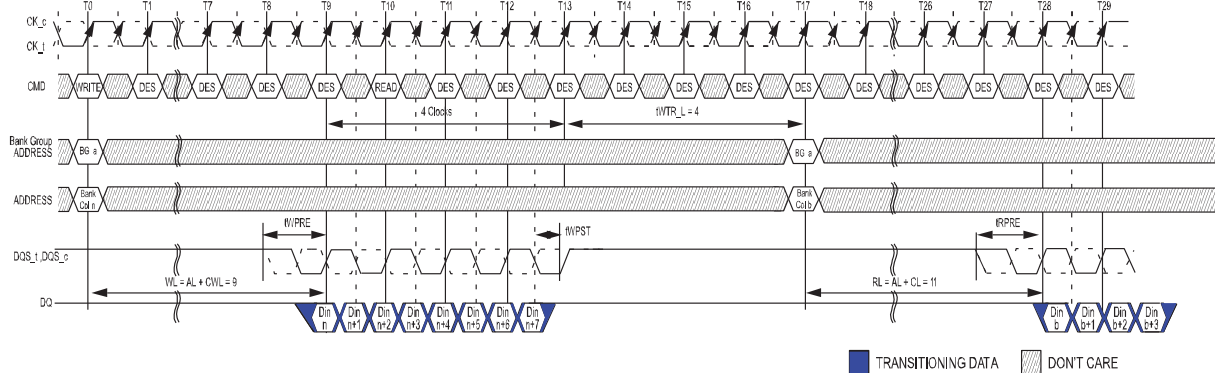 T0 T1 T7 T8 T9 T10 T11 T12 T13 T14 T15 T16 T17 T18 T26 T27 T28 T29
CK_c
CK_t
CMD WRITE DES DES DES DES READ DES DES DES DES DES DES DES DES DES DES DES DES
4 Clocks tWTR_L = 4
Bank Group
ADDRESS BG a BG a
ADDRESS Bank Col n Bank Col b
tWPRE tWPST tRPRE
DQS_t,DQS_c
WL = AL + CWL = 9 RL = AL + CL = 11
DQ Din n Din n+1 Din n+2 Din n+3 Din n+4 Din n+5 Din n+6 Din n+7 Din b Din b+1 Din b+2 Din b+3
TRANSITIONING DATA DON'T CARE